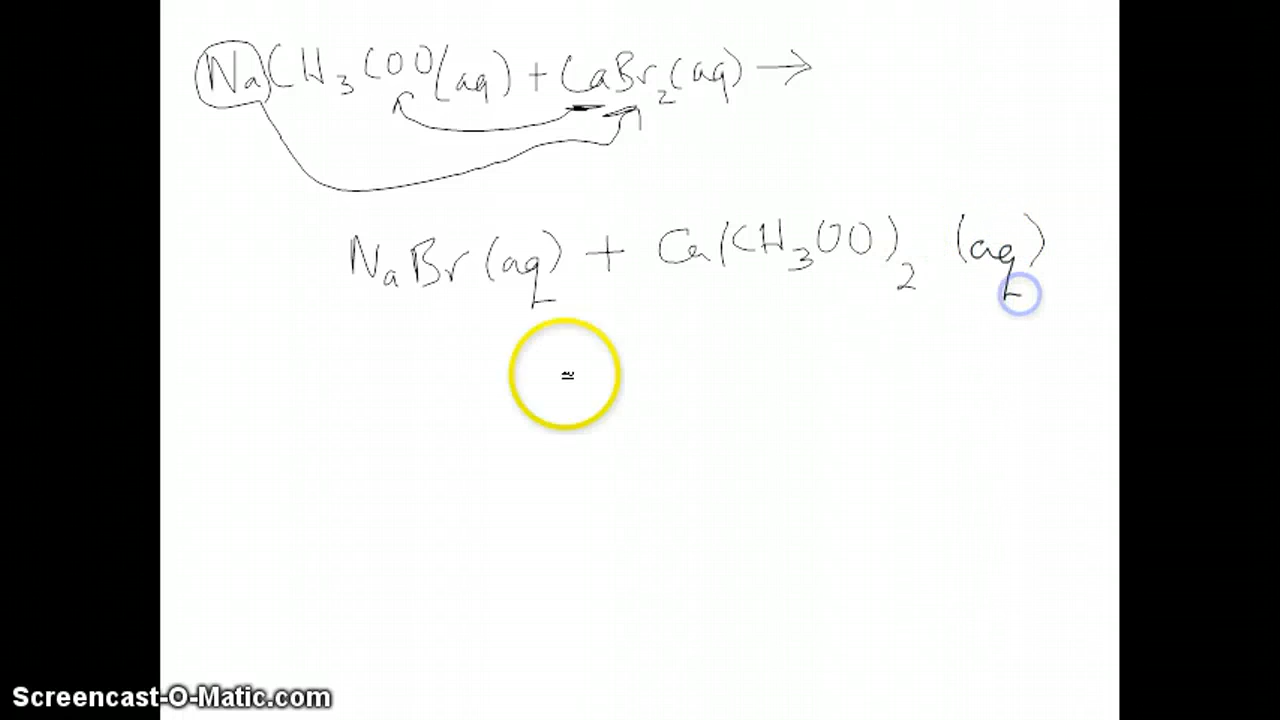 NaCH₃COO(aq) + CaBr₂(aq) →
NaBr(aq) + Ca(CH₃OO)₂ (aq)
Screencast-O-Matic.com